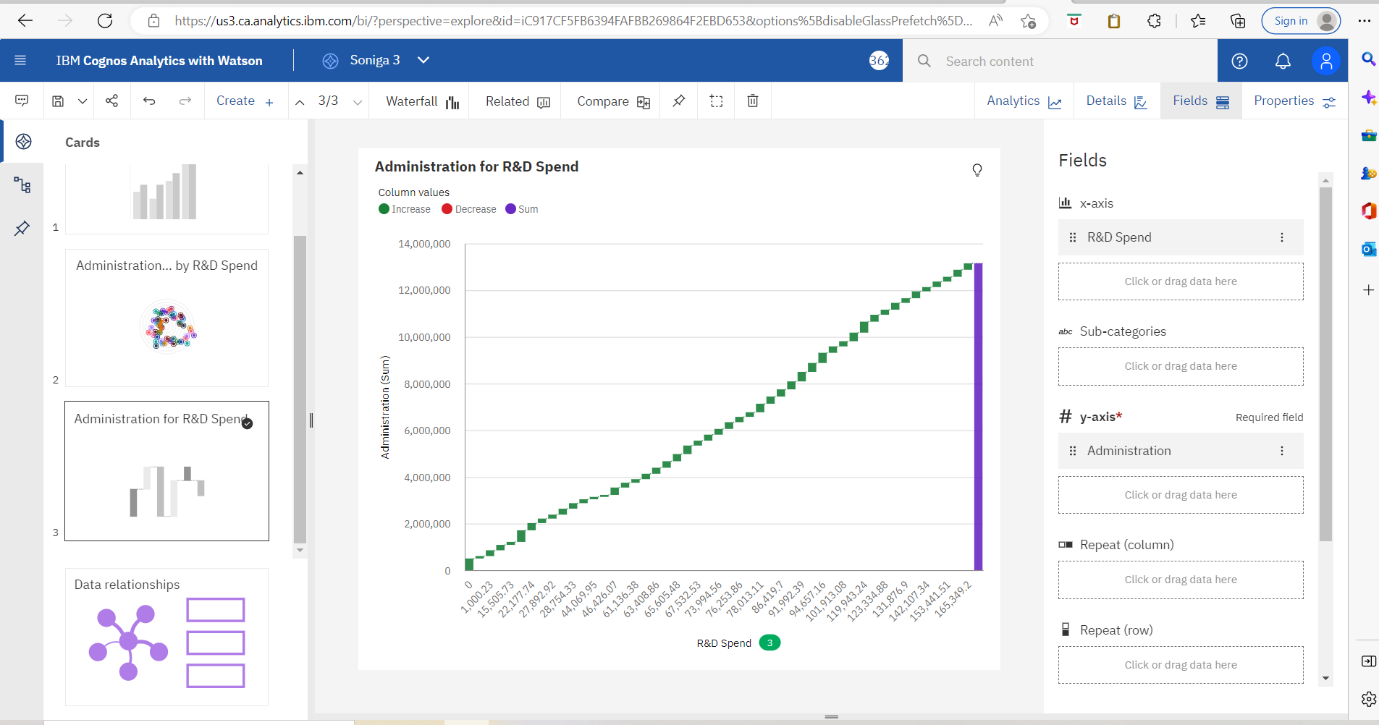 https://us3.ca.analytics.ibm.com/bi/?perspective=explore&id=iC917CF5FB6394FAFBB269864F2EBD653&options%5BdisableGlassPrefetch%5D...
Sign in
IBM Cognos Analytics with Watson
Soniga 3
362
Search content
Create +
3/3
Waterfall
Related
Compare
Analytics
Details
Fields
Properties
Cards
1
Administration... by R&D Spend
2
Administration for R&D Spend
3
Data relationships
Administration for R&D Spend
Column values
Increase
Decrease
Sum
14,000,000
12,000,000
10,000,000
8,000,000
6,000,000
4,000,000
2,000,000
0
Administration (Sum)
0
1,000.23
15,505.73
22,177.74
27,892.92
28,754.33
44,069.95
46,426.07
61,136.38
63,408.86
65,605.48
67,532.53
73,994.56
76,253.86
78,013.11
86,419.7
91,992.39
94,657.16
101,913.08
119,943.24
123,334.88
131,876.9
142,107.34
153,441.51
165,349.2
R&D Spend
3
Fields
x-axis
R&D Spend
Click or drag data here
abc Sub-categories
Click or drag data here
# y-axis*
Required field
Administration
Click or drag data here
Repeat (column)
Click or drag data here
Repeat (row)
Click or drag data here